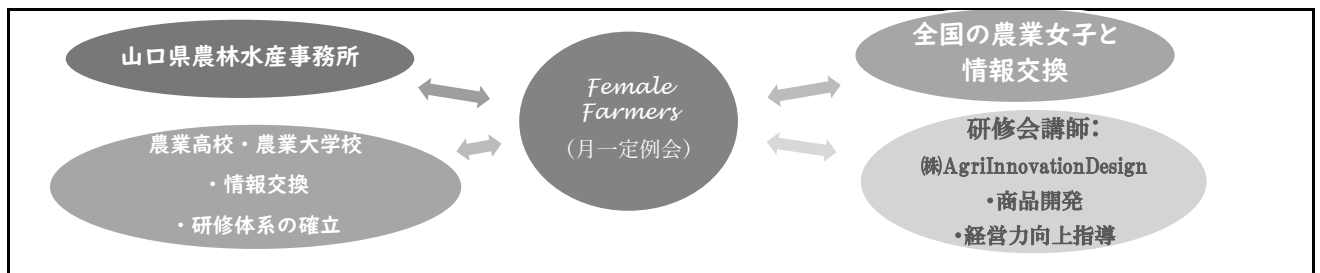 山口県農林水産事務所
農業高校・農業大学校
・情報交換
・研修体系の確立
Female
Farmers
（月一定例会）
全国の農業女子と
情報交換
研修会講師：
㈱AgriInnovationDesign
・商品開発
・経営力向上指導